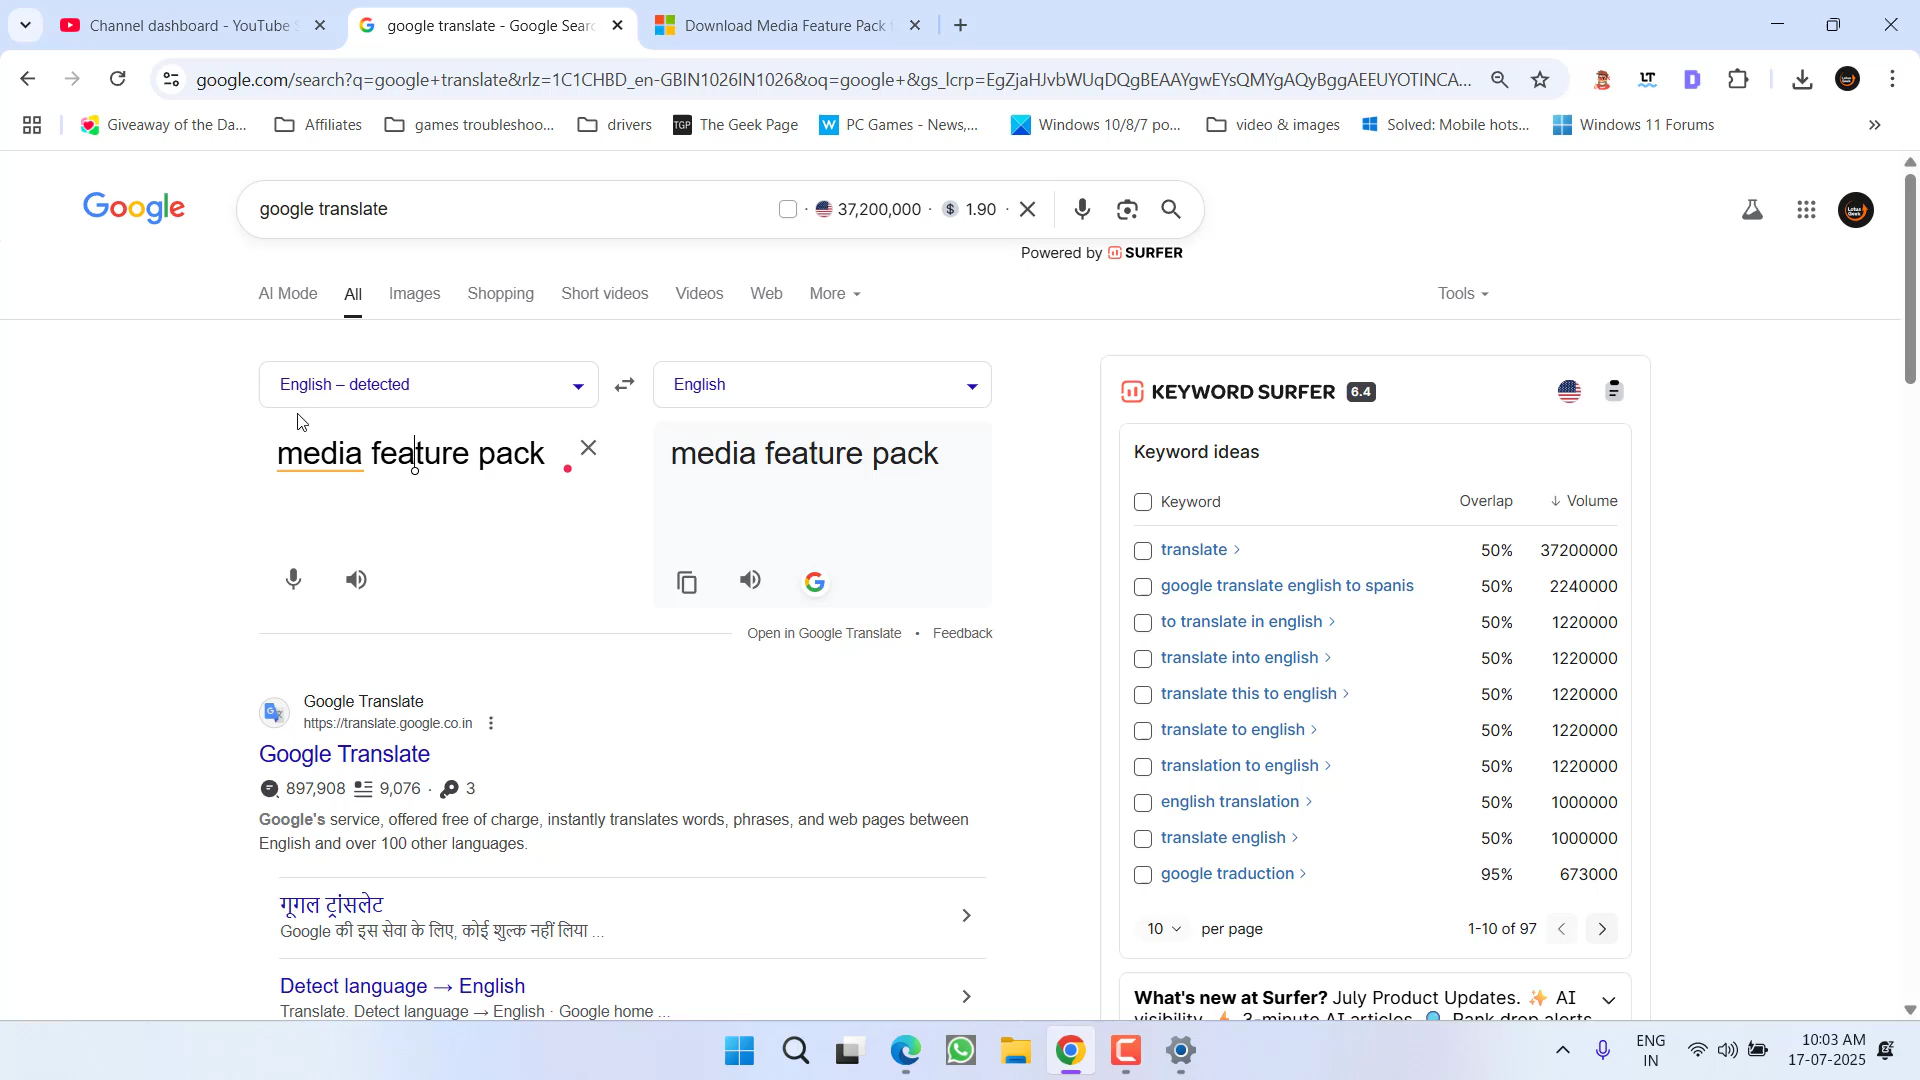 Channel dashboard - YouTube S
google translate - Google Sear
Download Media Feature Pack f
google.com/search?q=google+translate&rlz=1C1CHBD_en-GBIN1026IN1026&oq=google+&gs_lcrp=EgZjaHJvbWUqDQgBEAAYgwEYsQMYgAQyBggAEEUYOTINCA...
Giveaway of the Da...
Affiliates
games troubleshoo...
drivers
TGP The Geek Page
W PC Games - News,...
Windows 10/8/7 po...
video & images
Solved: Mobile hots...
Windows 11 Forums
Google
google translate
37,200,000 · $ 1.90 ·
Powered by SURFER
AI Mode
All
Images
Shopping
Short videos
Videos
Web
More
Tools
English – detected
English
media feature pack
media feature pack
Open in Google Translate • Feedback
Google Translate
https://translate.google.co.in
Google Translate
897,908 9,076 · 3
Google's service, offered free of charge, instantly translates words, phrases, and web pages between
English and over 100 other languages.
गूगल ट्रांसलेट
Google की इस सेवा के लिए, कोई शुल्क नहीं लिया ...
Detect language → English
Translate. Detect language → English · Google home ...
KEYWORD SURFER 6.4
Keyword ideas
Keyword Overlap ↓ Volume
translate > 50% 37200000
google translate english to spanis 50% 2240000
to translate in english > 50% 1220000
translate into english > 50% 1220000
translate this to english > 50% 1220000
translate to english > 50% 1220000
translation to english > 50% 1220000
english translation > 50% 1000000
translate english > 50% 1000000
google traduction > 95% 673000
10 per page 1-10 of 97
What's new at Surfer? July Product Updates. ✨ AI
visibility. ⚡ 3-minute AI articles. Rank drop alerts
ENG
IN
10:03 AM
17-07-2025